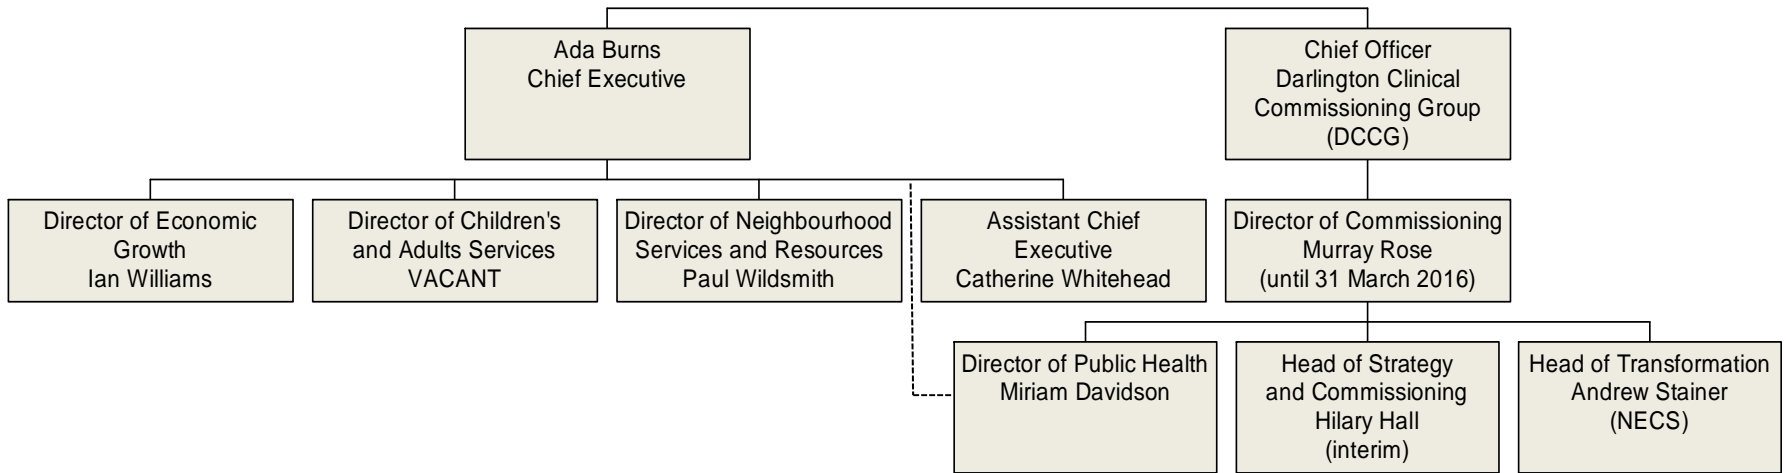 Ada Burns
Chief Executive
Chief Officer
Darlington Clinical
Commissioning Group
(DCCG)
Director of Economic
Growth
Ian Williams
Director of Children's
and Adults Services
VACANT
Director of Neighbourhood
Services and Resources
Paul Wildsmith
Assistant Chief
Executive
Catherine Whitehead
Director of Commissioning
Murray Rose
(until 31 March 2016)
Director of Public Health
Miriam Davidson
Head of Strategy
and Commissioning
Hilary Hall
(interim)
Head of Transformation
Andrew Stainer
(NECS)